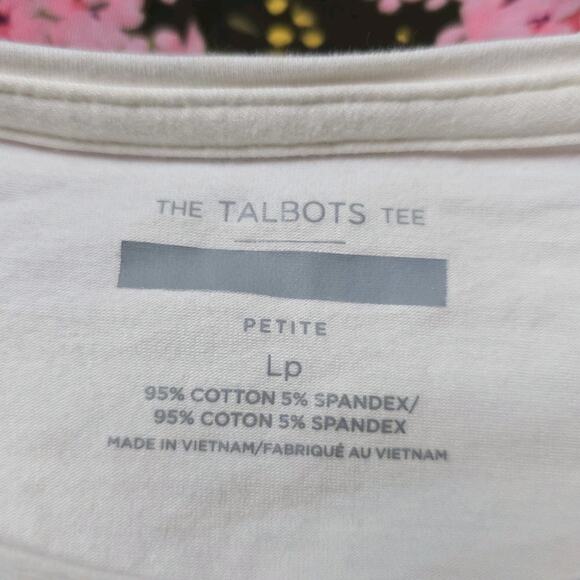 THE TALBOTS TEE
PETITE
Lp
95% COTTON 5% SPANDEX/
95% COTON 5% SPANDEX
MADE IN VIETNAM/FABRIQUÉ AU VIETNAM